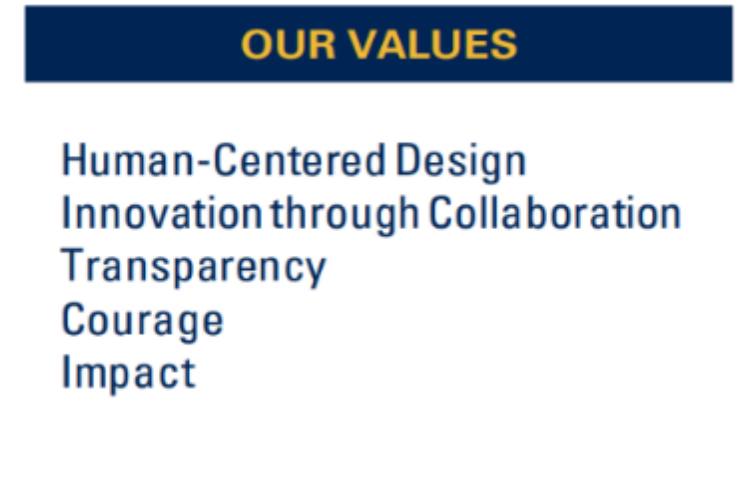 OUR VALUES
Human-Centered Design
Innovation through Collaboration
Transparency
Courage
Impact